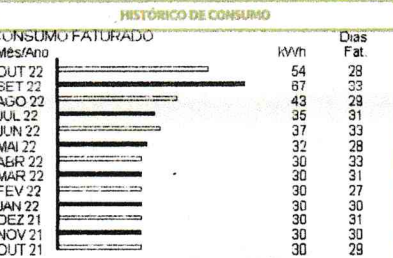 HISTÓRICO DE CONSUMO
CONSUMO FATURADO Dias
Mês/Ano kWh Fat.
OUT 22 54 28
SET 22 67 33
AGO 22 43 29
JUL 22 35 31
JUN 22 37 33
MAI 22 32 28
ABR 22 30 33
MAR 22 30 31
FEV 22 30 27
JAN 22 30 30
DEZ 21 30 31
NOV 21 30 30
OUT 21 30 29